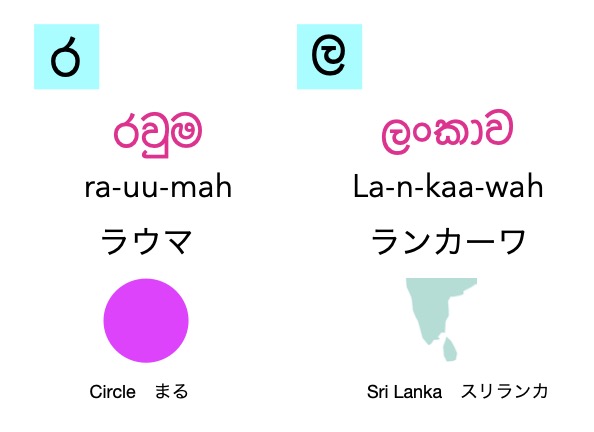 ර
රවුම
ra-uu-mah
ラウマ
Circle　まる
ල
ලංකාව
La-n-kaa-wah
ランカーワ
Sri Lanka　スリランカ